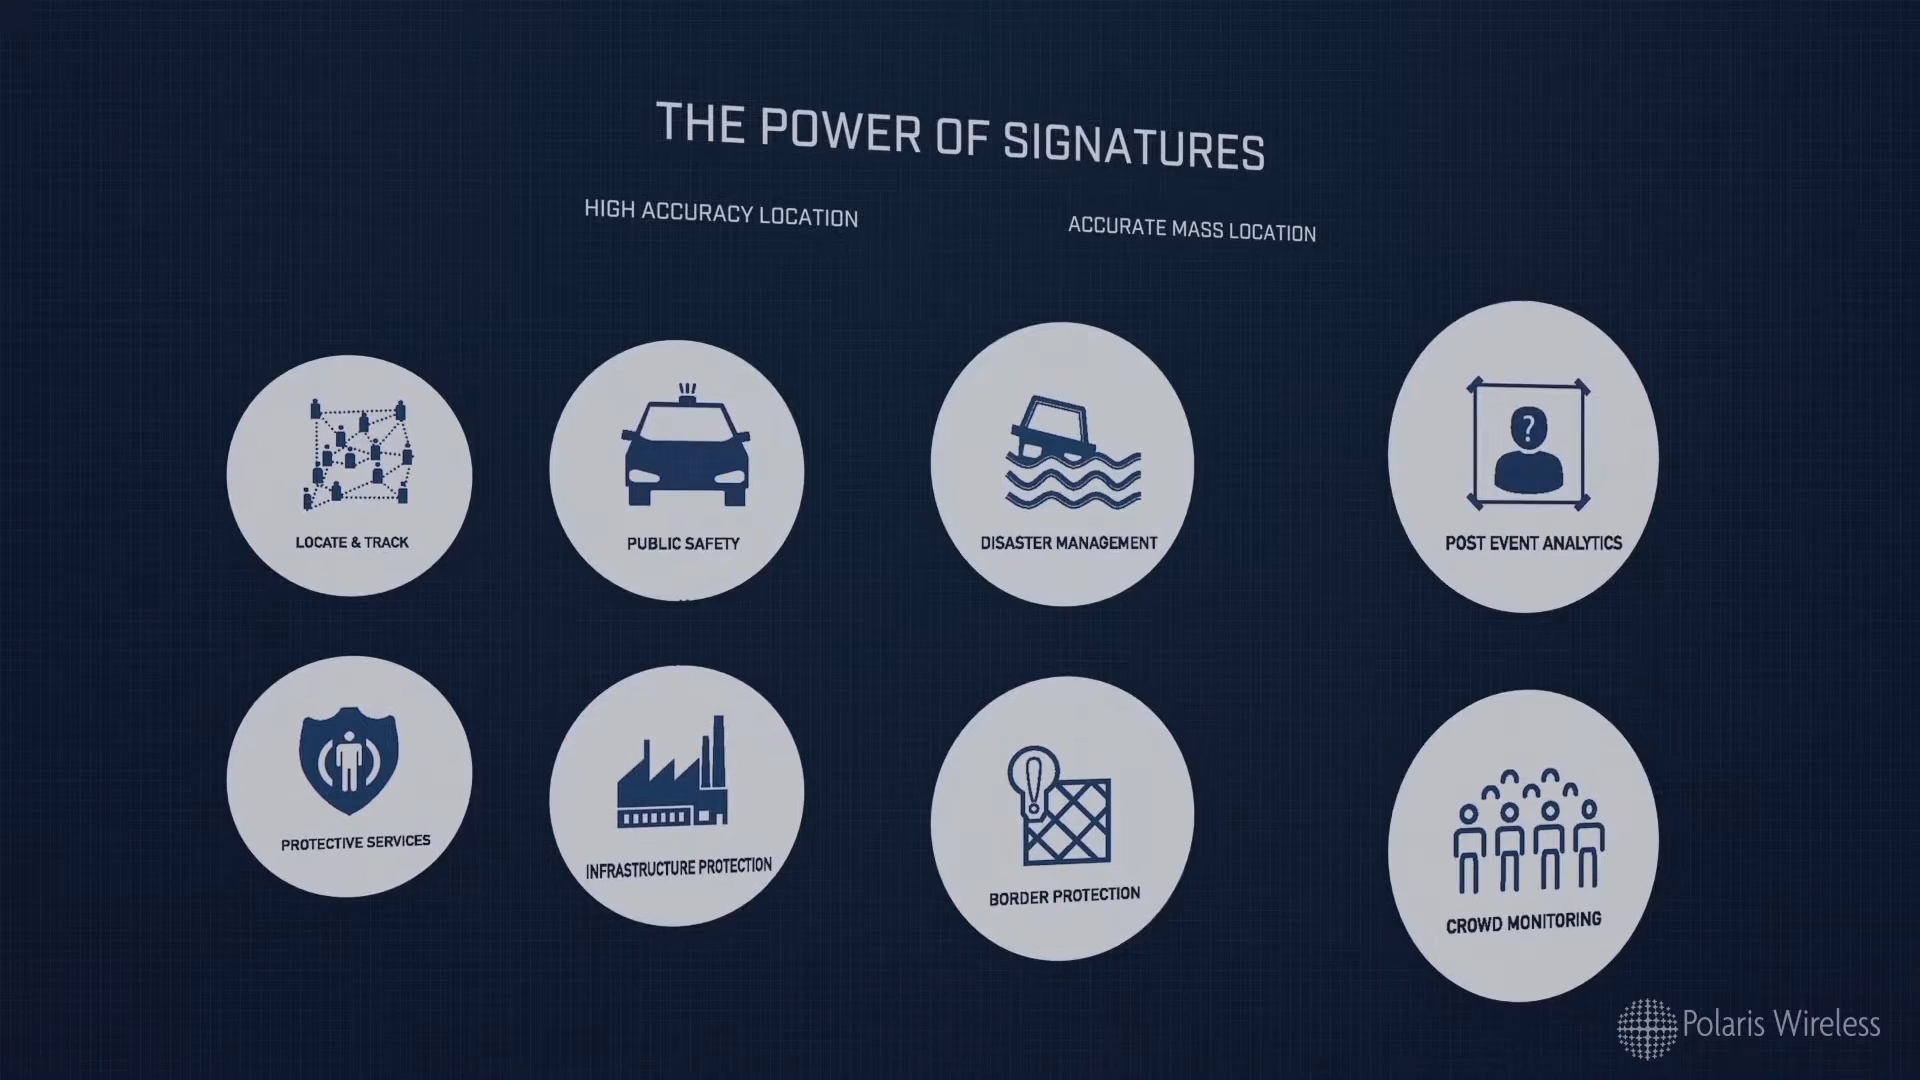 THE POWER OF SIGNATURES
HIGH ACCURACY LOCATION
ACCURATE MASS LOCATION
?
LOCATE & TRACK
PUBLIC SAFETY
DISASTER MANAGEMENT
POST EVENT ANALYTICS
PROTECTIVE SERVICES
INFRASTRUCTURE PROTECTION
BORDER PROTECTION
CROWD MONITORING
Polaris Wireless